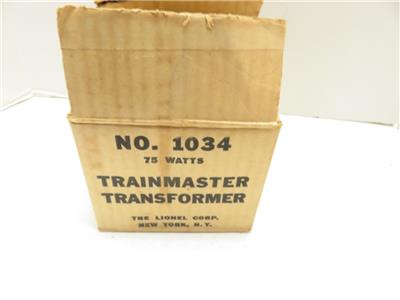 NO. 1034
75 WATTS
TRAINMASTER
TRANSFORMER
THE LIONEL CORP.
NEW YORK, N.Y.